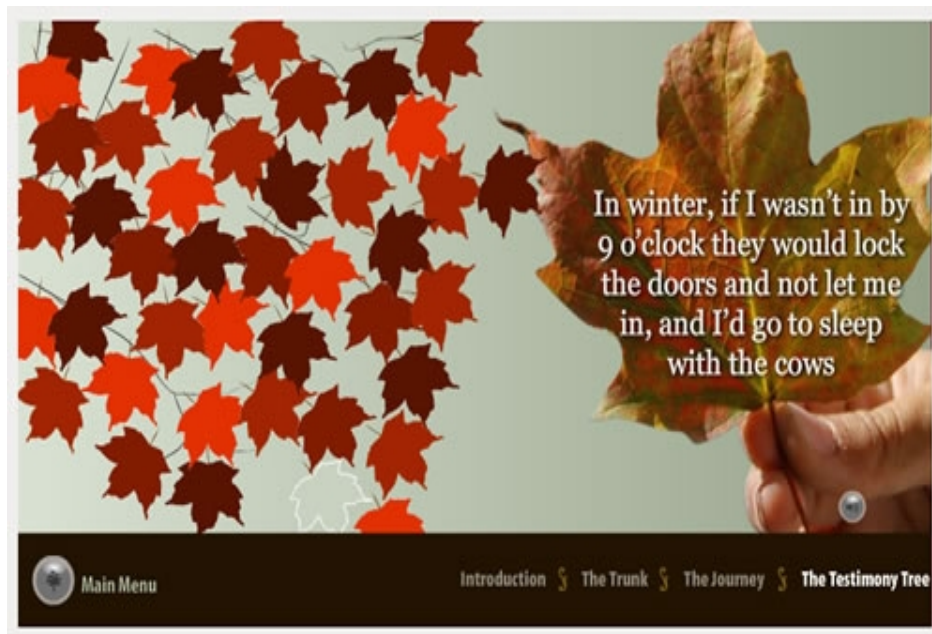 In winter, if I wasn't in by
9 o'clock they would lock
the doors and not let me
in, and I'd go to sleep
with the cows
Main Menu
Introduction
The Trunk
The Journey
The Testimony Tree